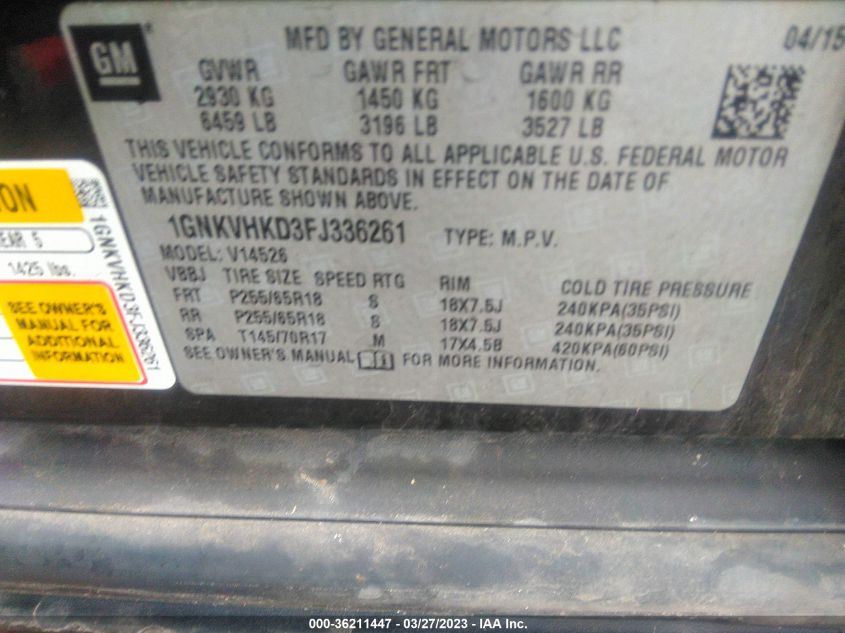 GM
MFD BY GENERAL MOTORS LLC 04/15
GVWR GAWR FRT GAWR RR
2930 KG 1450 KG 1600 KG
6459 LB 3196 LB 3527 LB
THIS VEHICLE CONFORMS TO ALL APPLICABLE U.S. FEDERAL MOTOR
VEHICLE SAFETY STANDARDS IN EFFECT ON THE DATE OF
MANUFACTURE SHOWN ABOVE.
1GNKVHKD3FJ336261 TYPE: M.P.V.
MODEL: V14526
VBBJ TIRE SIZE SPEED RTG RIM COLD TIRE PRESSURE
FRT P255/65R18 S 18X7.5J 240KPA(35PSI)
RR P255/65R18 S 18X7.5J 240KPA(35PSI)
SPA T145/70R17 M 17X4.5B 420KPA(60PSI)
SEE OWNER'S MANUAL FOR MORE INFORMATION.
ON
EAR 5
1425 lbs.
SEE OWNER'S
MANUAL FOR
ADDITIONAL
INFORMATION
1GNKVHKD3FJ336261
000-36211447 — 03/27/2023 — IAA Inc.